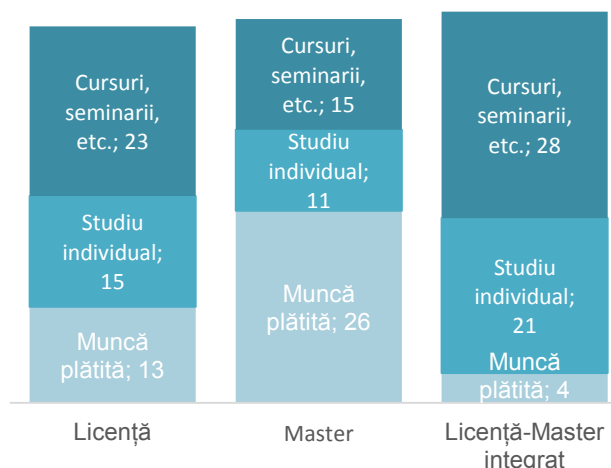 Cursuri,
seminarii,
etc.; 23
Studiu
individual;
15
Muncă
plătită; 13
Licență
Cursuri,
seminarii,
etc.; 15
Studiu
individual;
11
Muncă
plătită; 26
Master
Cursuri,
seminarii,
etc.; 28
Studiu
individual;
21
Muncă
plătită; 4
Licență-Master
integrat